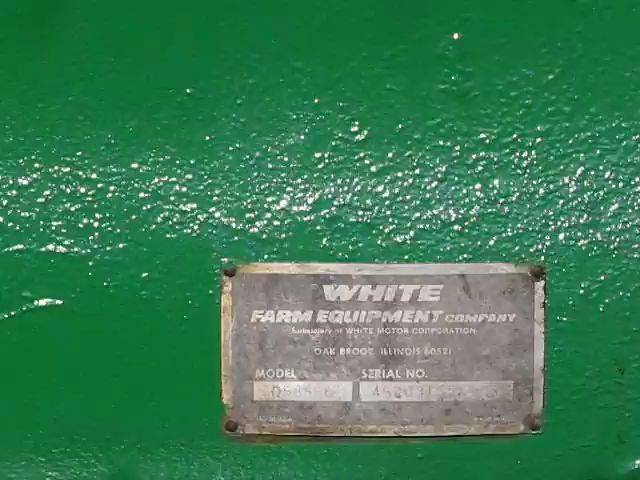 WHITE
FARM EQUIPMENT COMPANY
Subsidiary of WHITE MOTOR CORPORATION
OAK BROOK, ILLINOIS 60521
MODEL SERIAL NO.